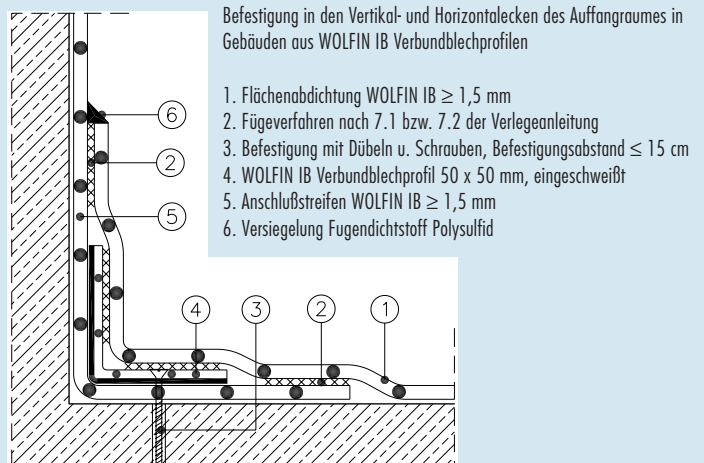 Befestigung in den Vertikal- und Horizontalecken des Auffangraumes in
Gebäuden aus WOLFIN IB Verbundblechprofilen
1. Flächenabdichtung WOLFIN IB ≥ 1,5 mm
2. Fügeverfahren nach 7.1 bzw. 7.2 der Verlegeanleitung
3. Befestigung mit Dübeln u. Schrauben, Befestigungsabstand ≤ 15 cm
4. WOLFIN IB Verbundblechprofil 50 x 50 mm, eingeschweißt
5. Anschlußstreifen WOLFIN IB ≥ 1,5 mm
6. Versiegelung Fugendichtstoff Polysulfid
6
2
5
4
3
2
1